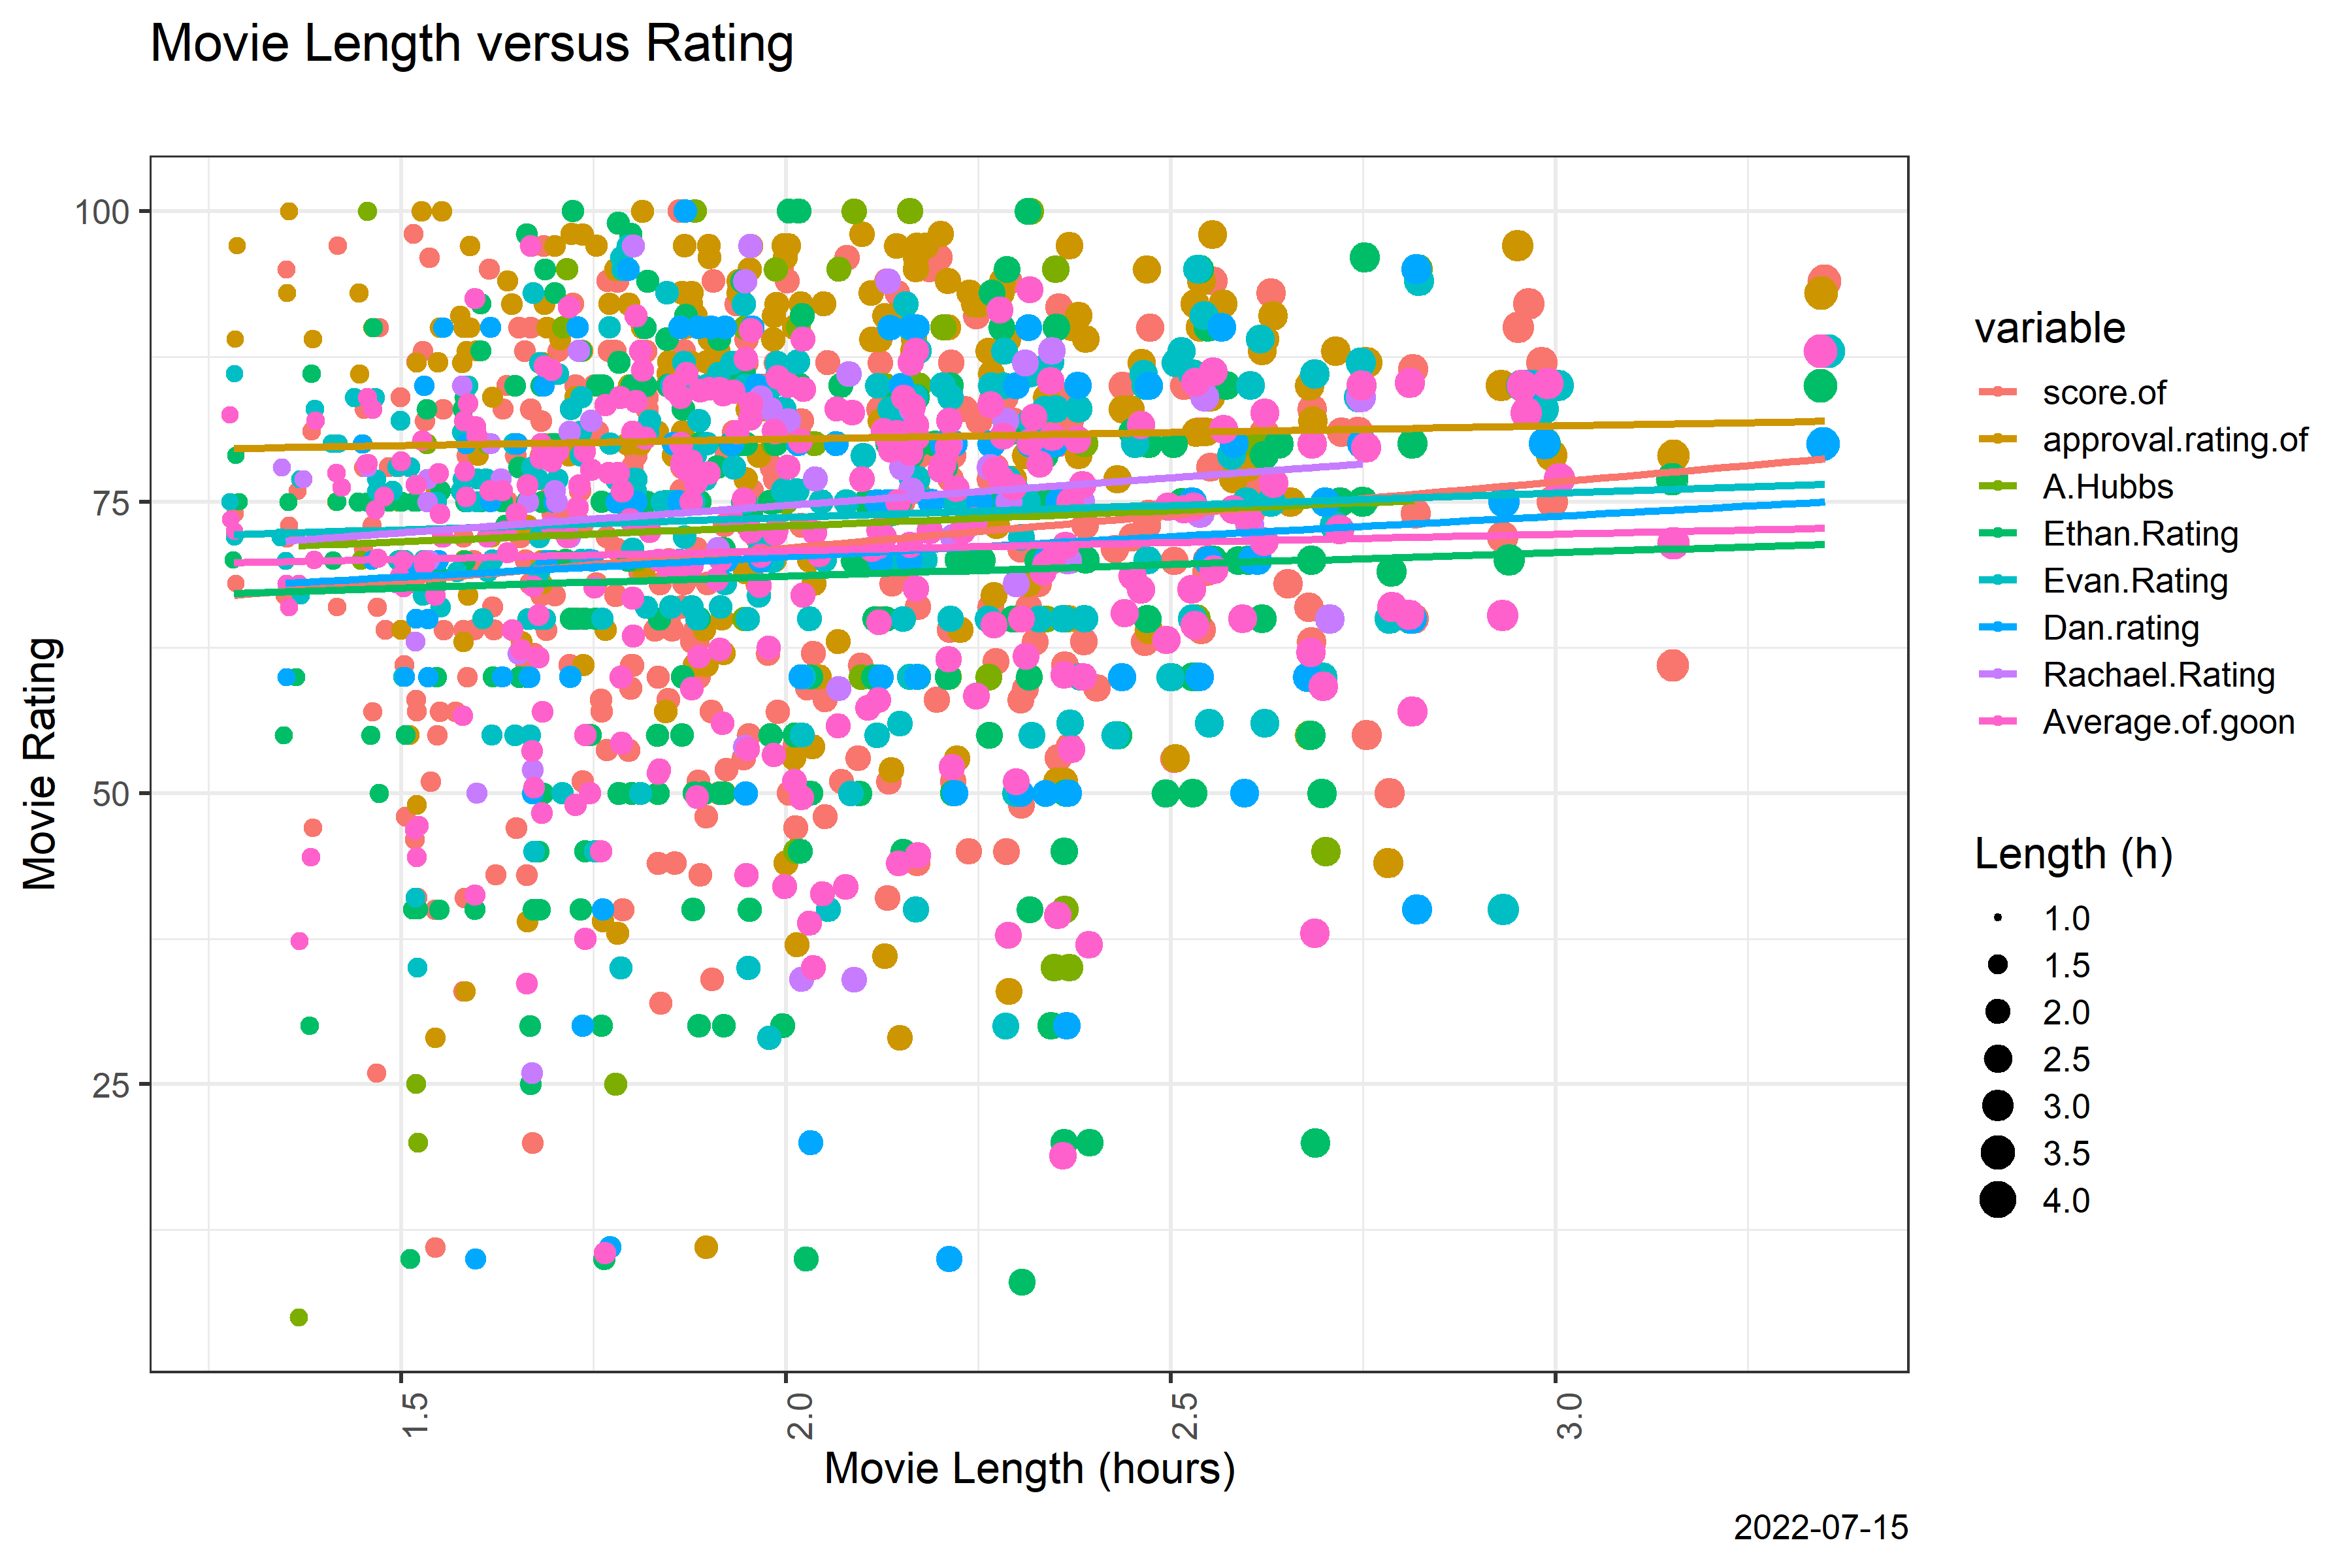 Movie Length versus Rating
Movie Rating
100
75
50
25
1.5
2.0
2.5
3.0
Movie Length (hours)
variable
score.of
approval.rating.of
A.Hubbs
Ethan.Rating
Evan.Rating
Dan.rating
Rachael.Rating
Average.of.goon
Length (h)
1.0
1.5
2.0
2.5
3.0
3.5
4.0
2022-07-15